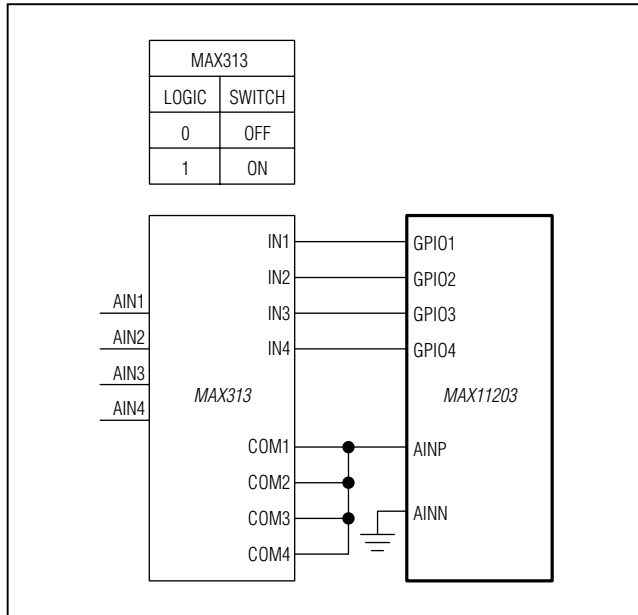 MAX313
LOGIC SWITCH
0 OFF
1 ON
IN1 GPIO1
IN2 GPIO2
AIN1 IN3 GPIO3
AIN2 IN4 GPIO4
AIN3
AIN4 MAX313 MAX11203
COM1 AINP
COM2
COM3 AINN
COM4